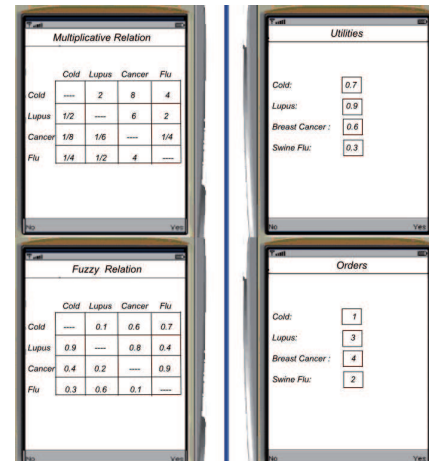 Multiplicative Relation
Cold Lupus Cancer Flu
Cold ---- 2 8 4
Lupus 1/2 ---- 6 2
Cancer 1/8 1/6 ---- 1/4
Flu 1/4 1/2 4 ----
No Yes
Utilities
Cold: 0.7
Lupus: 0.9
Breast Cancer : 0.6
Swine Flu: 0.3
No Yes
Fuzzy Relation
Cold Lupus Cancer Flu
Cold ---- 0.1 0.6 0.7
Lupus 0.9 ---- 0.8 0.4
Cancer 0.4 0.2 ---- 0.9
Flu 0.3 0.6 0.1 ----
No Yes
Orders
Cold: 1
Lupus: 3
Breast Cancer : 4
Swine Flu: 2
No Yes